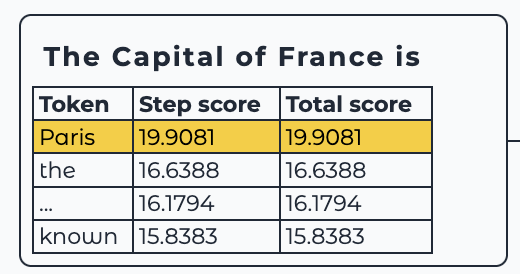 The Capital of France is
Token Step score Total score
Paris 19.9081 19.9081
the 16.6388 16.6388
... 16.1794 16.1794
known 15.8383 15.8383